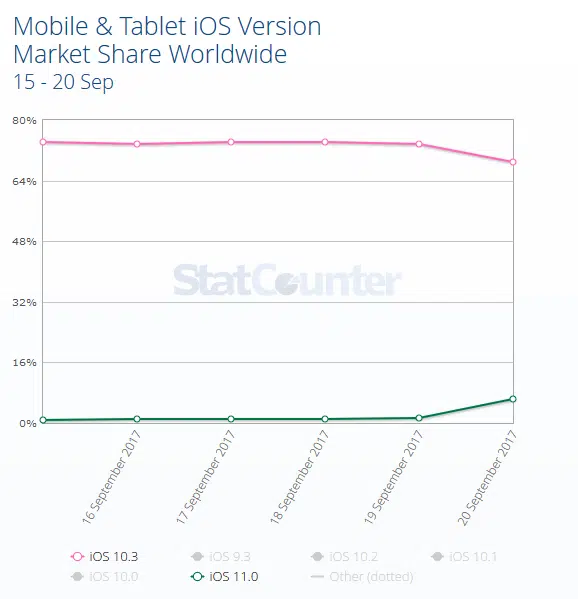 Mobile & Tablet iOS Version
Market Share Worldwide
15 - 20 Sep
80%
64%
48%
32%
16%
0%
StatCounter
16 September 2017
17 September 2017
18 September 2017
19 September 2017
20 September 2017
iOS 10.3
iOS 9.3
iOS 10.2
iOS 10.1
iOS 10.0
iOS 11.0
Other (dotted)